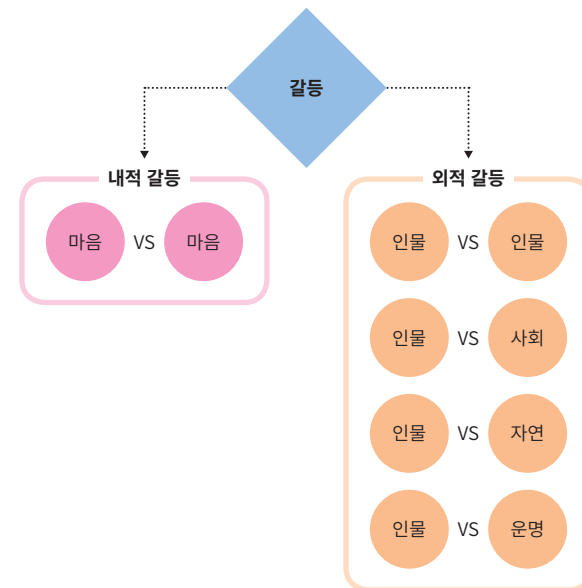 갈등
내적 갈등
마음 VS 마음
외적 갈등
인물 VS 인물
인물 VS 사회
인물 VS 자연
인물 VS 운명